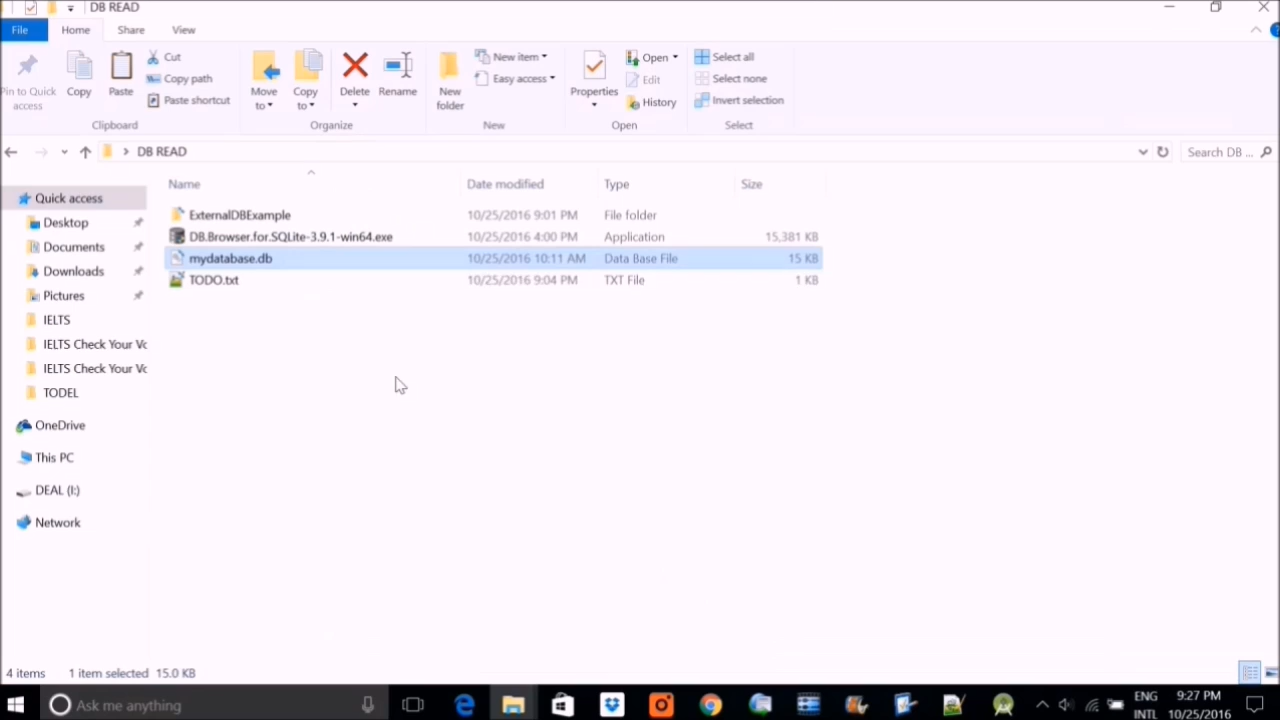 DB READ
File Home Share View
Pin to Quick access
Copy
Paste
Cut
Copy path
Paste shortcut
Clipboard
Move to
Copy to
Delete
Rename
Organize
New folder
New item
Easy access
New
Properties
Open
Edit
History
Open
Select all
Select none
Invert selection
Select
DB READ
Search DB ...
Name Date modified Type Size
ExternalDBExample 10/25/2016 9:01 PM File folder
DB.Browser.for.SQLite-3.9.1-win64.exe 10/25/2016 4:00 PM Application 15,381 KB
mydatabase.db 10/25/2016 10:11 AM Data Base File 15 KB
TODO.txt 10/25/2016 9:04 PM TXT File 1 KB
Quick access
Desktop
Documents
Downloads
Pictures
IELTS
IELTS Check Your Vo
IELTS Check Your Vo
TODEL
OneDrive
This PC
DEAL (I:)
Network
4 items 1 item selected 15.0 KB
Ask me anything
ENG
INTL
9:27 PM
10/25/2016